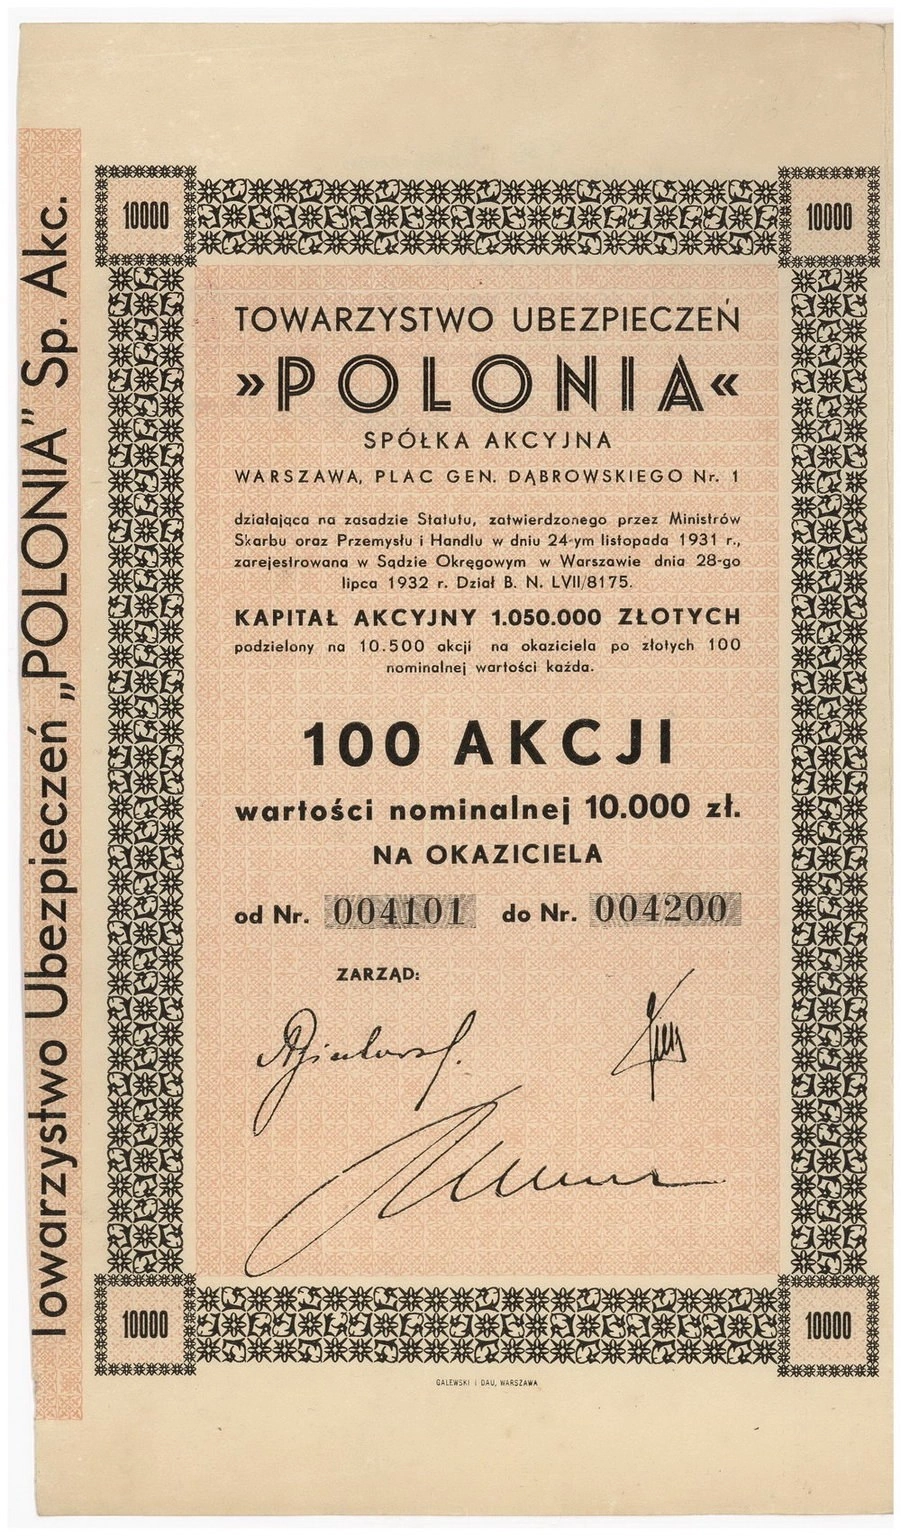 10000
10000
Towarzystwo Ubezpieczeń „POLONIA” Sp. Akc.
TOWARZYSTWO UBEZPIECZEŃ
»POLONIA«
SPÓŁKA AKCYJNA
WARSZAWA, PLAC GEN. DĄBROWSKIEGO Nr. 1
działająca na zasadzie Statutu, zatwierdzonego przez Ministrów
Skarbu oraz Przemysłu i Handlu w dniu 24-ym listopada 1931 r.,
zarejestrowana w Sądzie Okręgowym w Warszawie dnia 28-go
lipca 1932 r. Dział B. N. LVII/8175.
KAPITAŁ AKCYJNY 1.050.000 ZŁOTYCH
podzielony na 10.500 akcji na okaziciela po złotych 100
nominalnej wartości każda.
100 AKCJI
wartości nominalnej 10.000 zł.
NA OKAZICIELA
od Nr. 004101 do Nr. 004200
ZARZĄD:
10000
10000
GALEWSKI I DAU, WARSZAWA